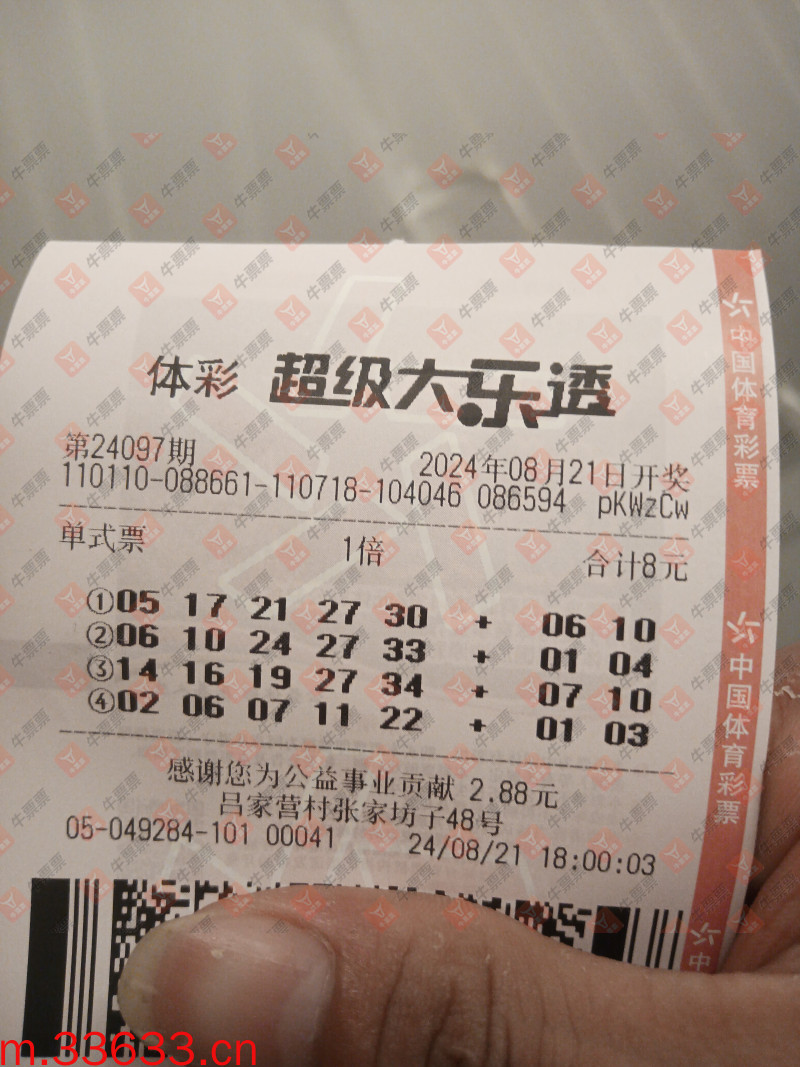 体彩 超级大乐透
第24097期 2024年08月21日开奖
110110-088661-110718-104046 086594 pKWzCw
单式票 1倍 合计8元
①05 17 21 27 30 + 06 10
②06 10 24 27 33 + 01 04
③14 16 19 27 34 + 07 10
④02 06 07 11 22 + 01 03
感谢您为公益事业贡献 2.88元
吕家营村张家坊子48号
05-049284-101 00041 24/08/21 18:00:03
中国体育彩票
中国体育彩票
中
牛票票
m.33633.cn